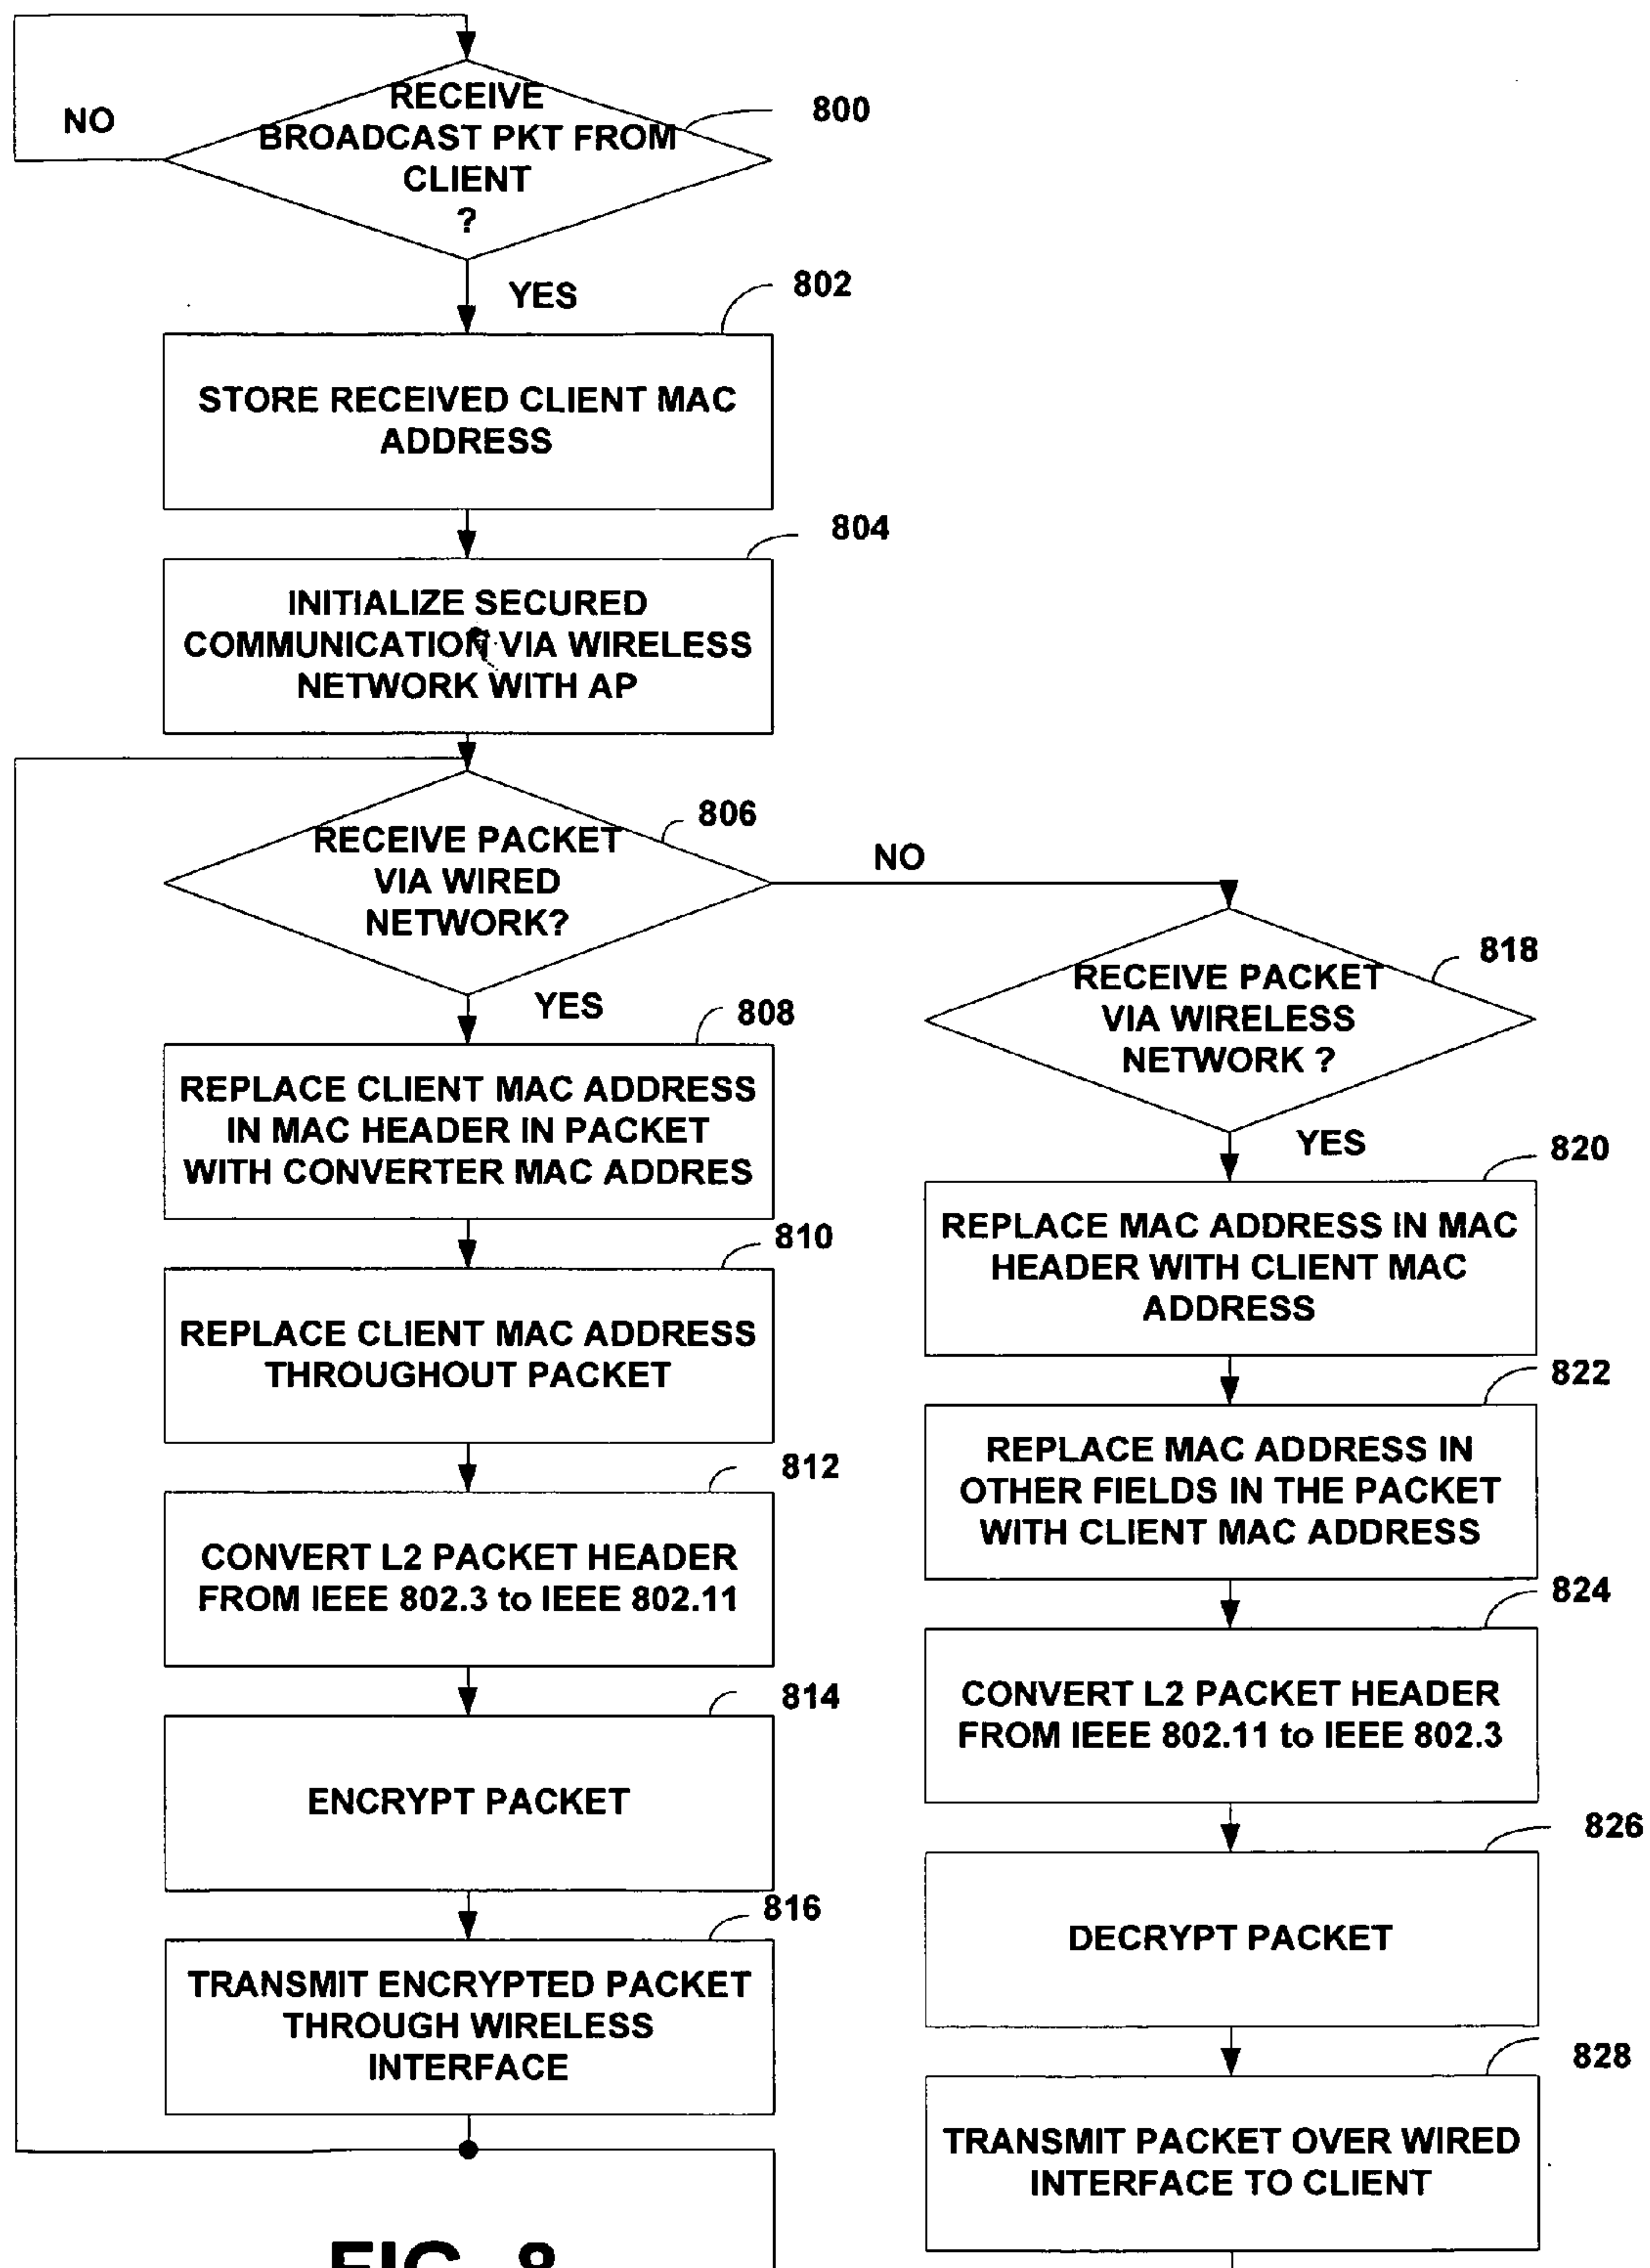 RECEIVE
BROADCAST PKT FROM
CLIENT
?
800
NO
YES
802
STORE RECEIVED CLIENT MAC
ADDRESS
804
INITIALIZE SECURED
COMMUNICATION VIA WIRELESS
NETWORK WITH AP
806
RECEIVE PACKET
VIA WIRED
NETWORK?
NO
YES
808
REPLACE CLIENT MAC ADDRESS
IN MAC HEADER IN PACKET
WITH CONVERTER MAC ADDRES
810
REPLACE CLIENT MAC ADDRESS
THROUGHOUT PACKET
812
CONVERT L2 PACKET HEADER
FROM IEEE 802.3 to IEEE 802.11
814
ENCRYPT PACKET
816
TRANSMIT ENCRYPTED PACKET
THROUGH WIRELESS
INTERFACE
818
RECEIVE PACKET
VIA WIRELESS
NETWORK ?
YES
820
REPLACE MAC ADDRESS IN MAC
HEADER WITH CLIENT MAC
ADDRESS
822
REPLACE MAC ADDRESS IN
OTHER FIELDS IN THE PACKET
WITH CLIENT MAC ADDRESS
824
CONVERT L2 PACKET HEADER
FROM IEEE 802.11 to IEEE 802.3
826
DECRYPT PACKET
828
TRANSMIT PACKET OVER WIRED
INTERFACE TO CLIENT
FIG. 8